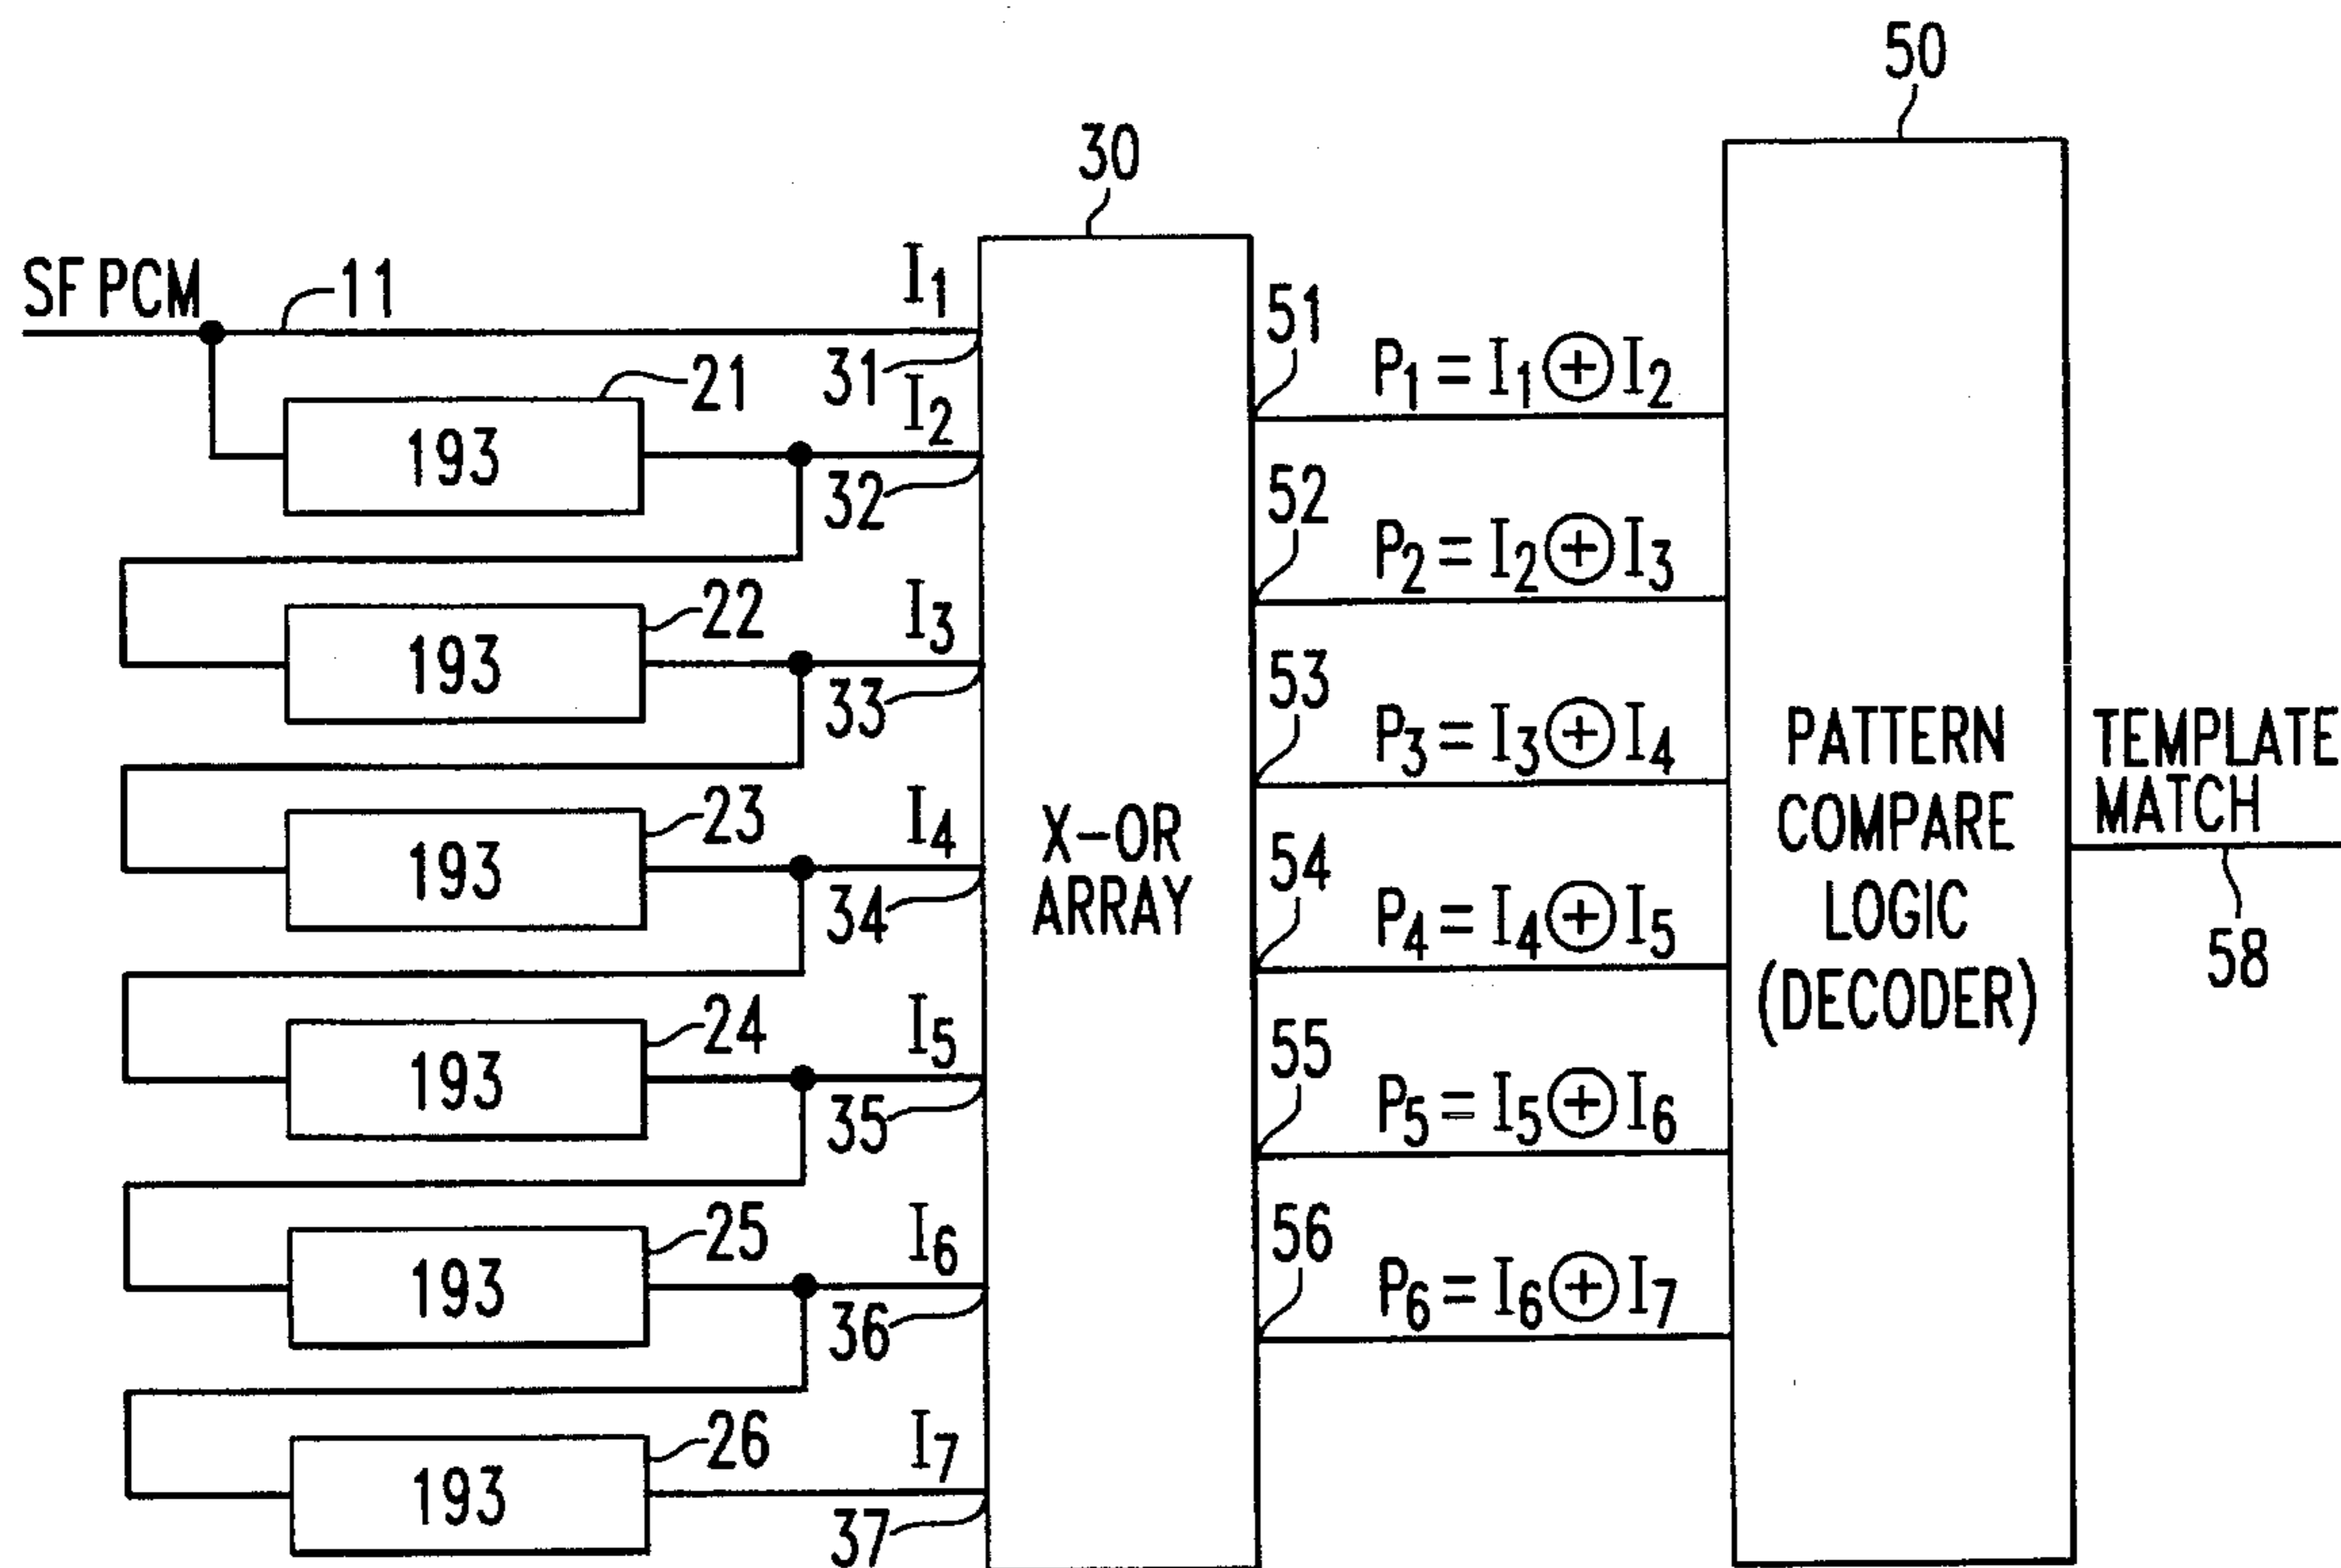 50
30
SF PCM
11
I1
31
51
P1 = I1 ⊕ I2
21
193
I2
32
52
P2 = I2 ⊕ I3
22
193
I3
33
53
P3 = I3 ⊕ I4
23
193
I4
34
X-OR
ARRAY
54
P4 = I4 ⊕ I5
PATTERN
COMPARE
LOGIC
(DECODER)
TEMPLATE
MATCH
58
24
193
I5
35
55
P5 = I5 ⊕ I6
25
193
I6
36
56
P6 = I6 ⊕ I7
26
193
I7
37